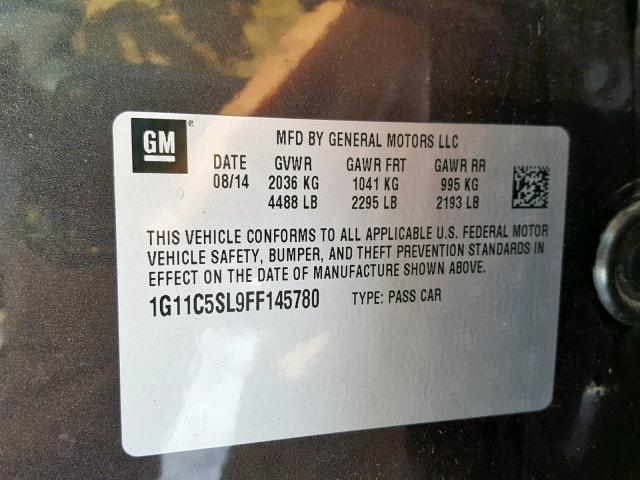 GM ® MFD BY GENERAL MOTORS LLC
DATE GVWR GAWR FRT GAWR RR
08/14 2036 KG 1041 KG 995 KG
4488 LB 2295 LB 2193 LB
THIS VEHICLE CONFORMS TO ALL APPLICABLE U.S. FEDERAL MOTOR
VEHICLE SAFETY, BUMPER, AND THEFT PREVENTION STANDARDS IN
EFFECT ON THE DATE OF MANUFACTURE SHOWN ABOVE.
1G11C5SL9FF145780 TYPE: PASS CAR